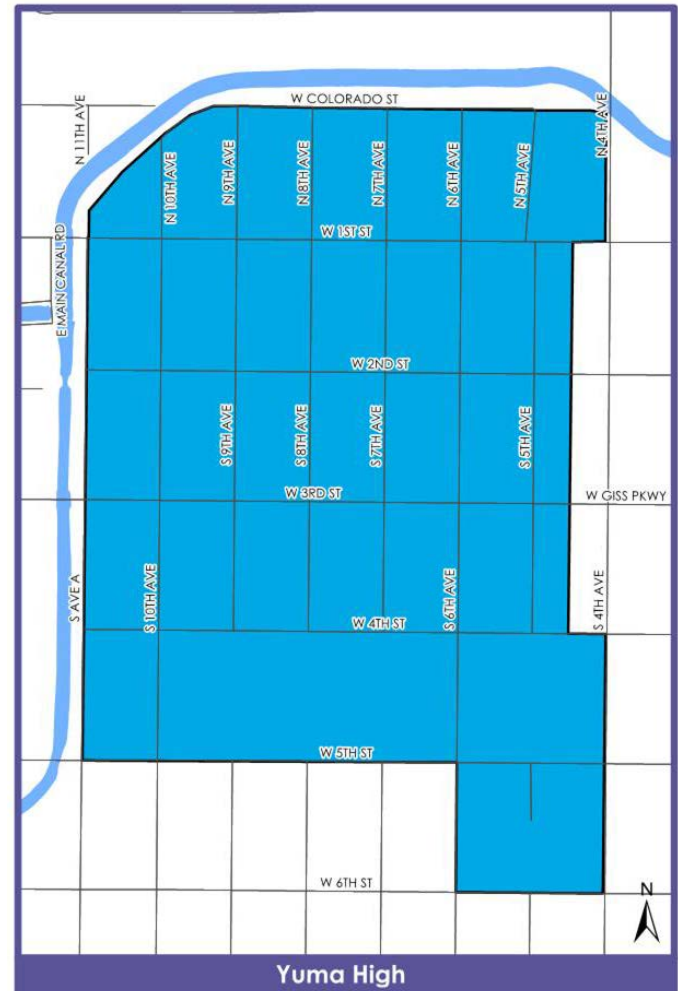 W COLORADO ST
N 11TH AVE
N 10TH AVE
N 9TH AVE
N 8TH AVE
N 7TH AVE
N 6TH AVE
N 5TH AVE
N 4TH AVE
W 1ST ST
E MAIN CANAL RD
W 2ND ST
S 9TH AVE
S 8TH AVE
S 7TH AVE
S 5TH AVE
W 3RD ST
W GISS PKWY
S AVE A
S 10TH AVE
S 6TH AVE
S 4TH AVE
W 4TH ST
W 5TH ST
W 6TH ST
N
Yuma High